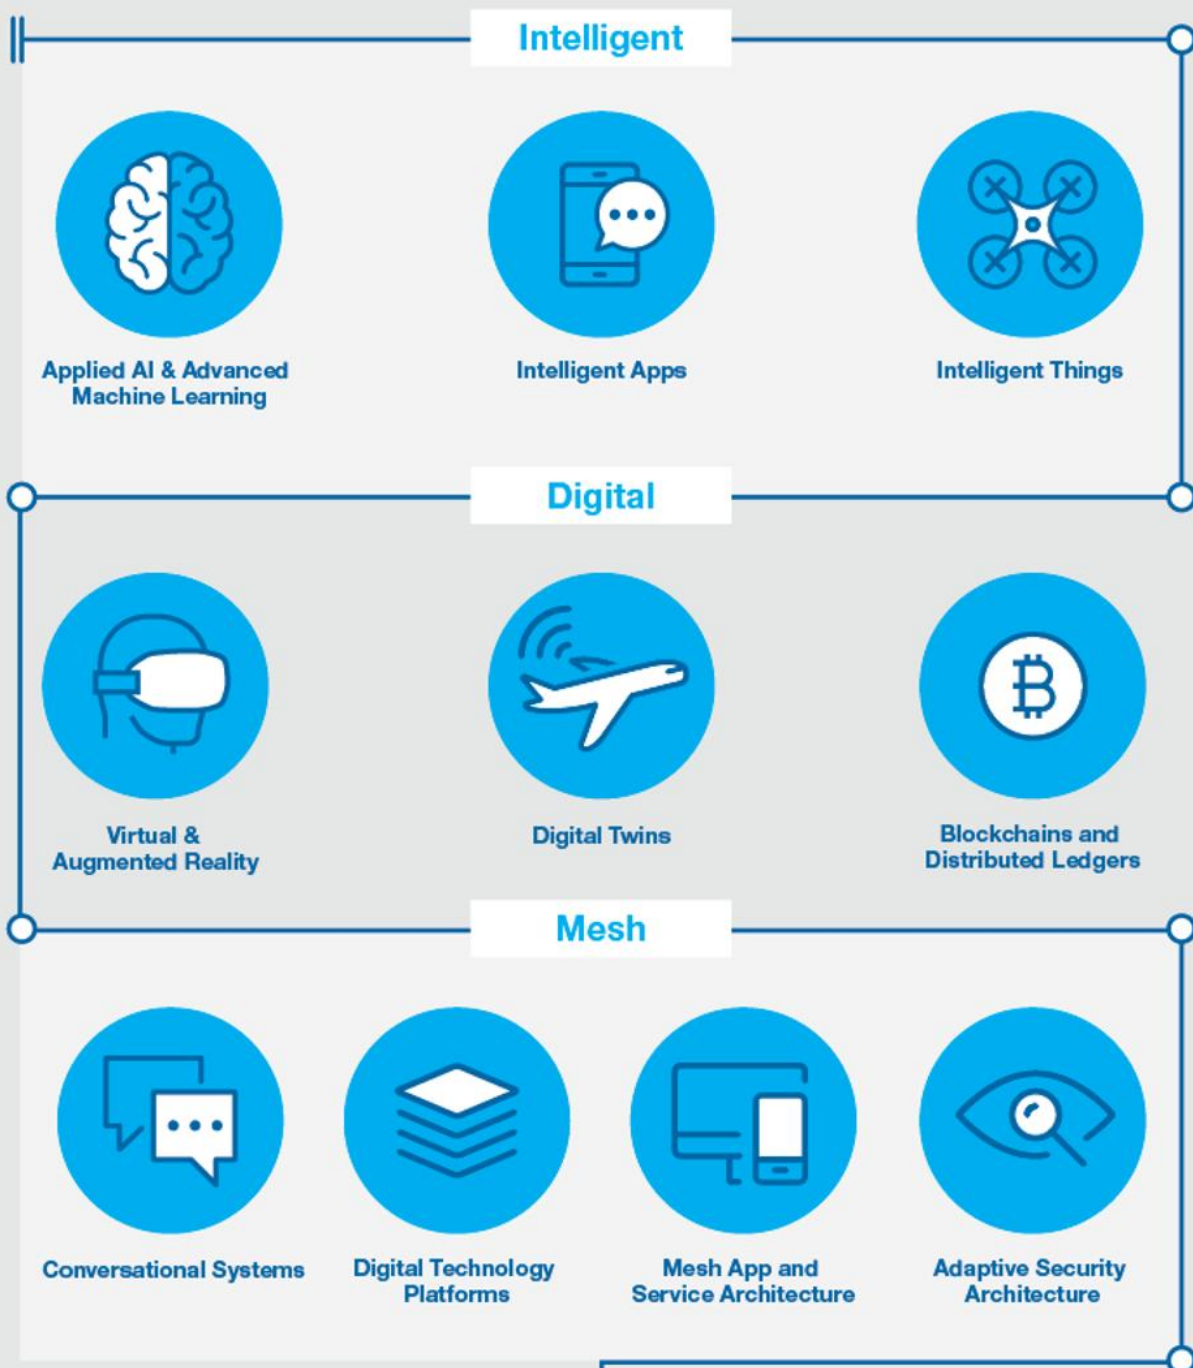 Intelligent
Applied AI & Advanced
Machine Learning
Intelligent Apps
Intelligent Things
Digital
Virtual &
Augmented Reality
Digital Twins
Blockchains and
Distributed Ledgers
Mesh
Conversational Systems
Digital Technology
Platforms
Mesh App and
Service Architecture
Adaptive Security
Architecture